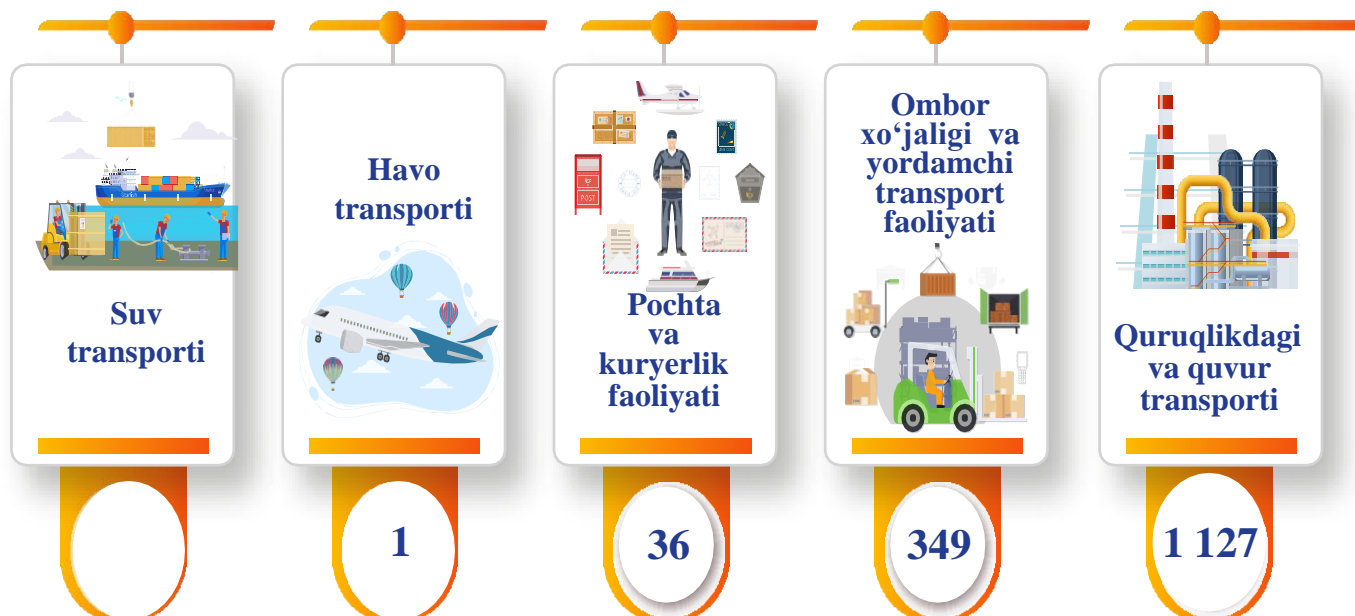 Suv
transporti
Havo
transporti
1
POST
Pochta
va
kuryerlik
faoliyati
36
Ombor
xo‘jaligi va
yordamchi
transport
faoliyati
349
Quruqlikdagi
va quvur
transporti
1 127